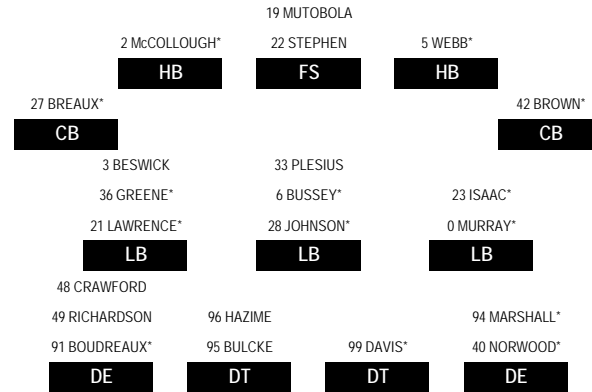 19 MUTOBOLA
2 McCOLLOUGH* 22 STEPHEN 5 WEBB*
HB FS HB
27 BREAUX* 42 BROWN*
CB CB
3 BESWICK 33 PLESIUS
36 GREENE* 6 BUSSEY* 23 ISAAC*
21 LAWRENCE* 28 JOHNSON* 0 MURRAY*
LB LB LB
48 CRAWFORD
49 RICHARDSON 96 HAZIME 94 MARSHALL*
91 BOUDREAUX* 95 BULCKE 99 DAVIS* 40 NORWOOD*
DE DT DT DE